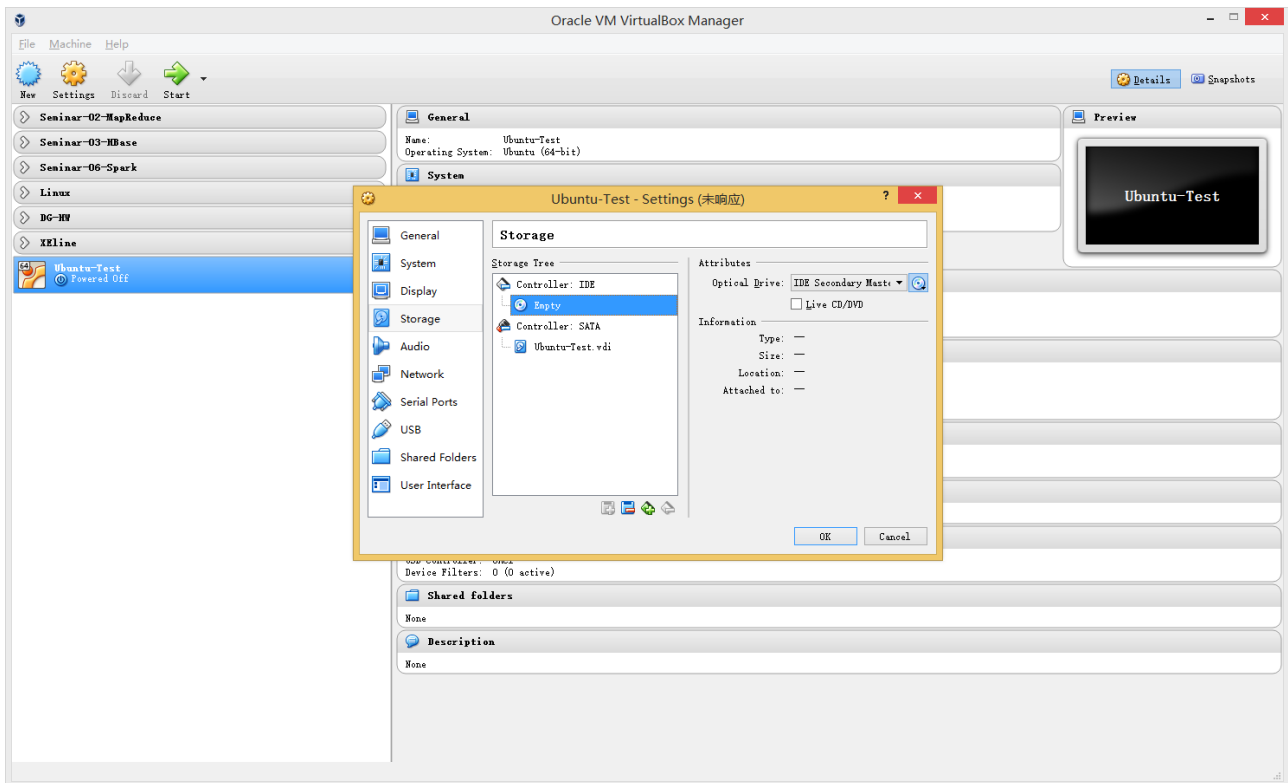 Oracle VM VirtualBox Manager
File Machine Help
New Settings Discard Start
Details Snapshots
Seminar-02-MapReduce
Seminar-03-HBase
Seminar-06-Spark
Linux
DG-HW
XEline
64
Ubuntu-Test
Powered Off
General
Name: Ubuntu-Test
Operating System: Ubuntu (64-bit)
System
Preview
Ubuntu-Test
Ubuntu-Test - Settings (未响应)
?
General
System
Display
Storage
Audio
Network
Serial Ports
USB
Shared Folders
User Interface
Storage
Storage Tree
Controller: IDE
Empty
Controller: SATA
Ubuntu-Test.vdi
Attributes
Optical Drive: IDE Secondary Maste
Live CD/DVD
Information
Type: —
Size: —
Location: —
Attached to: —
OK Cancel
Device Filters: 0 (0 active)
Shared folders
None
Description
None